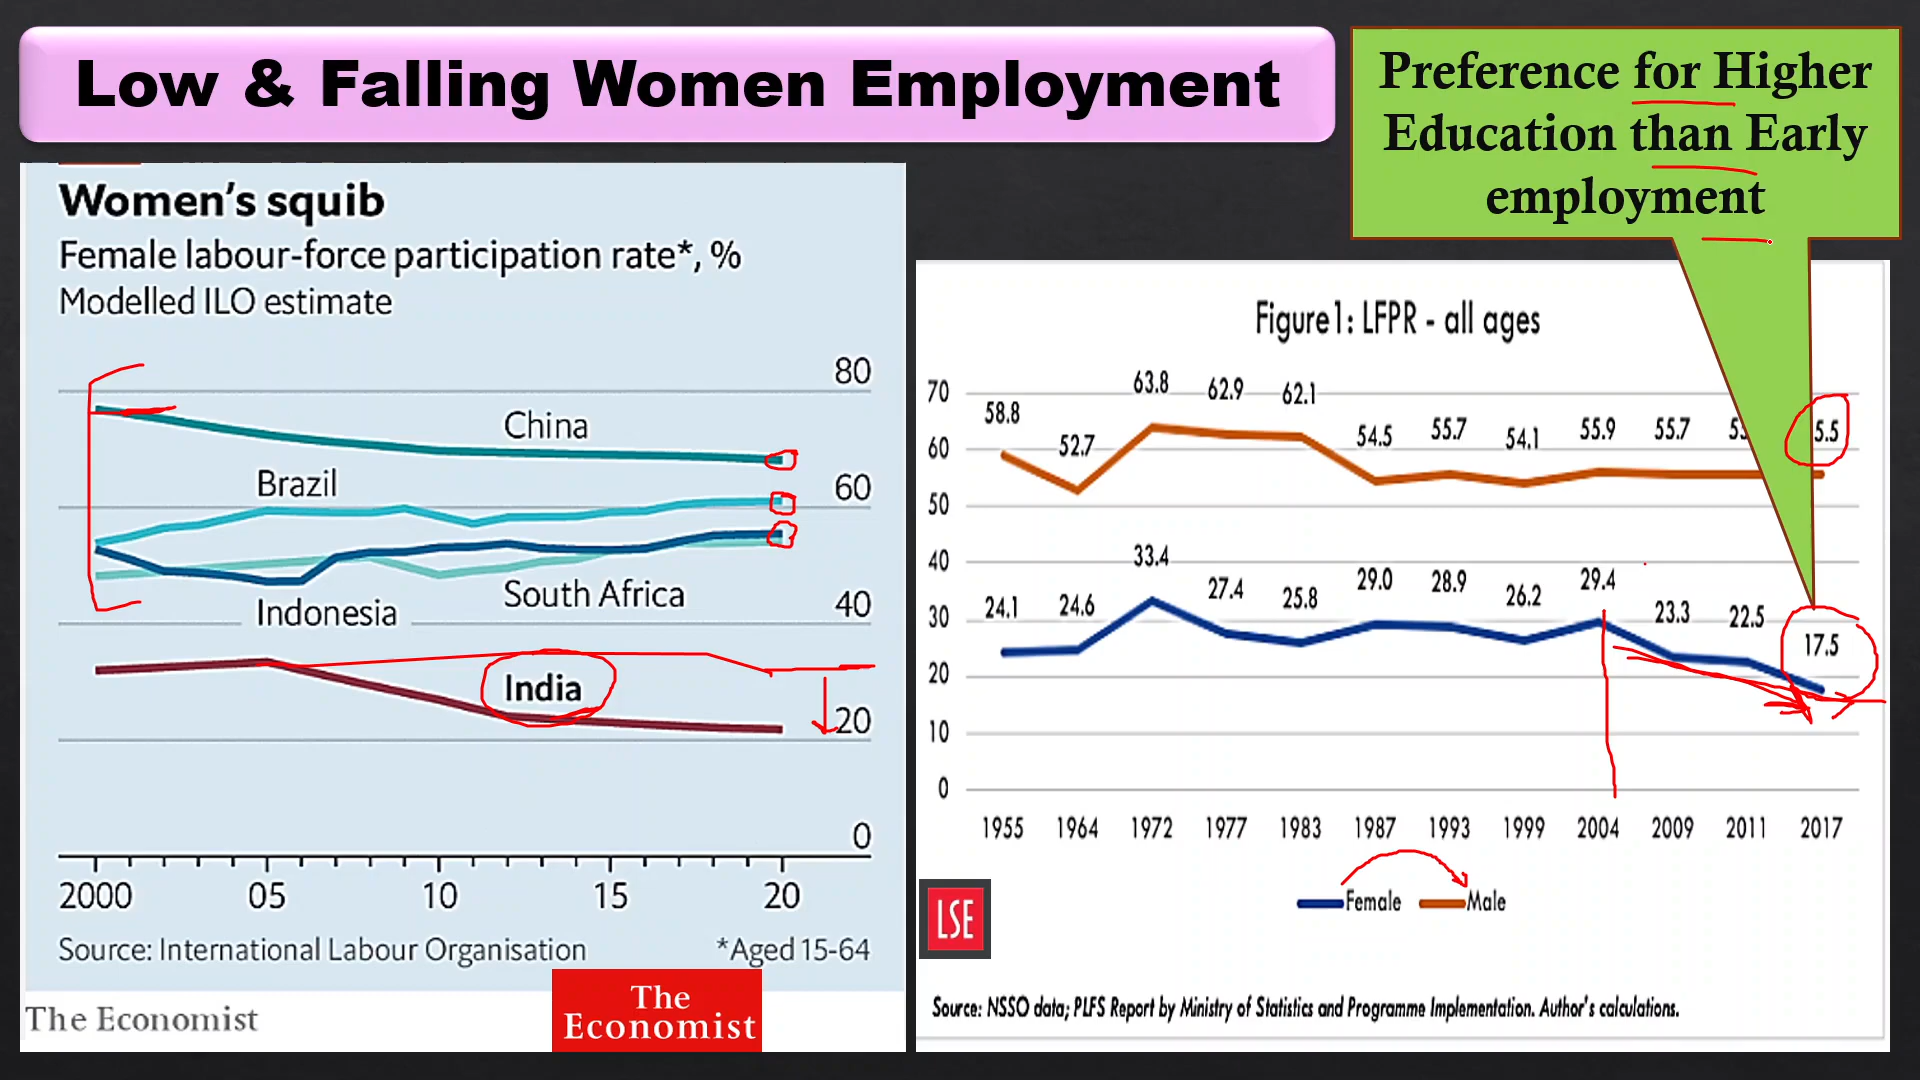 Low & Falling Women Employment
Preference for Higher
Education than Early
employment
Women's squib
Female labour-force participation rate*, %
Modelled ILO estimate
80
China
Brazil
60
South Africa
Indonesia
40
India
20
0
2000 05 10 15 20
Source: International Labour Organisation *Aged 15-64
The Economist
The
Economist
Figure1: LFPR - all ages
70
60
50
40
30
20
10
0
58.8 52.7 63.8 62.9 62.1 54.5 55.7 54.1 55.9 55.7 5.5
24.1 24.6 33.4 27.4 25.8 29.0 28.9 26.2 29.4 23.3 22.5 17.5
1955 1964 1972 1977 1983 1987 1993 1999 2004 2009 2011 2017
Female Male
LSE
Source: NSSO data; PLFS Report by Ministry of Statistics and Programme Implementation. Author's calculations.